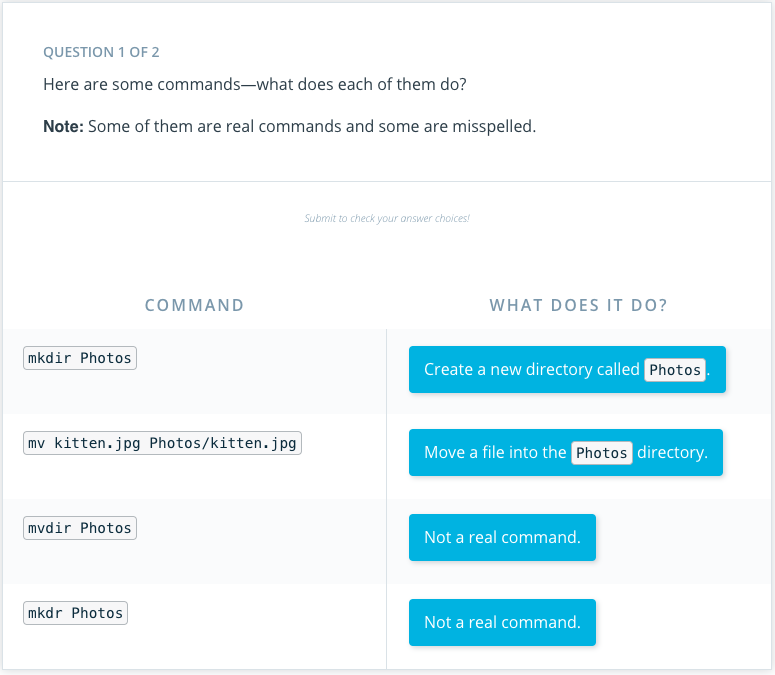 QUESTION 1 OF 2
Here are some commands—what does each of them do?
Note: Some of them are real commands and some are misspelled.
Submit to check your answer choices!
COMMAND WHAT DOES IT DO?
mkdir Photos Create a new directory called Photos.
mv kitten.jpg Photos/kitten.jpg Move a file into the Photos directory.
mvdir Photos Not a real command.
mkdr Photos Not a real command.